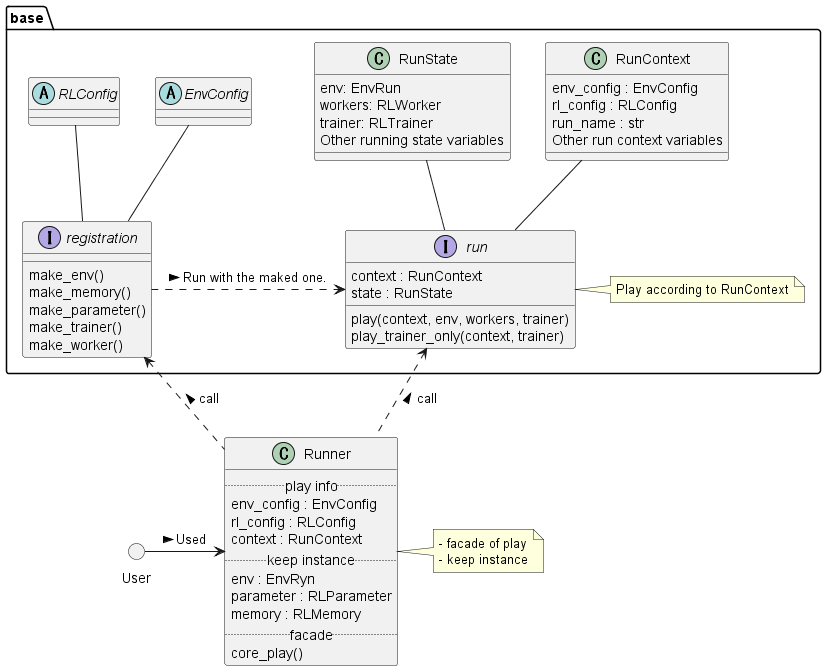 base
A RLConfig
A EnvConfig
C RunState
env: EnvRun
workers: RLWorker
trainer: RLTrainer
Other running state variables
C RunContext
env_config : EnvConfig
rl_config : RLConfig
run_name : str
Other run context variables
I registration
make_env()
make_memory()
make_parameter()
make_trainer()
make_worker()
Run with the maked one.
I run
context : RunContext
state : RunState
play(context, env, workers, trainer)
play_trainer_only(context, trainer)
Play according to RunContext
call
call
C Runner
play info
env_config : EnvConfig
rl_config : RLConfig
context : RunContext
keep instance
env : EnvRyn
parameter : RLParameter
memory : RLMemory
facade
core_play()
User
Used
- facade of play
- keep instance